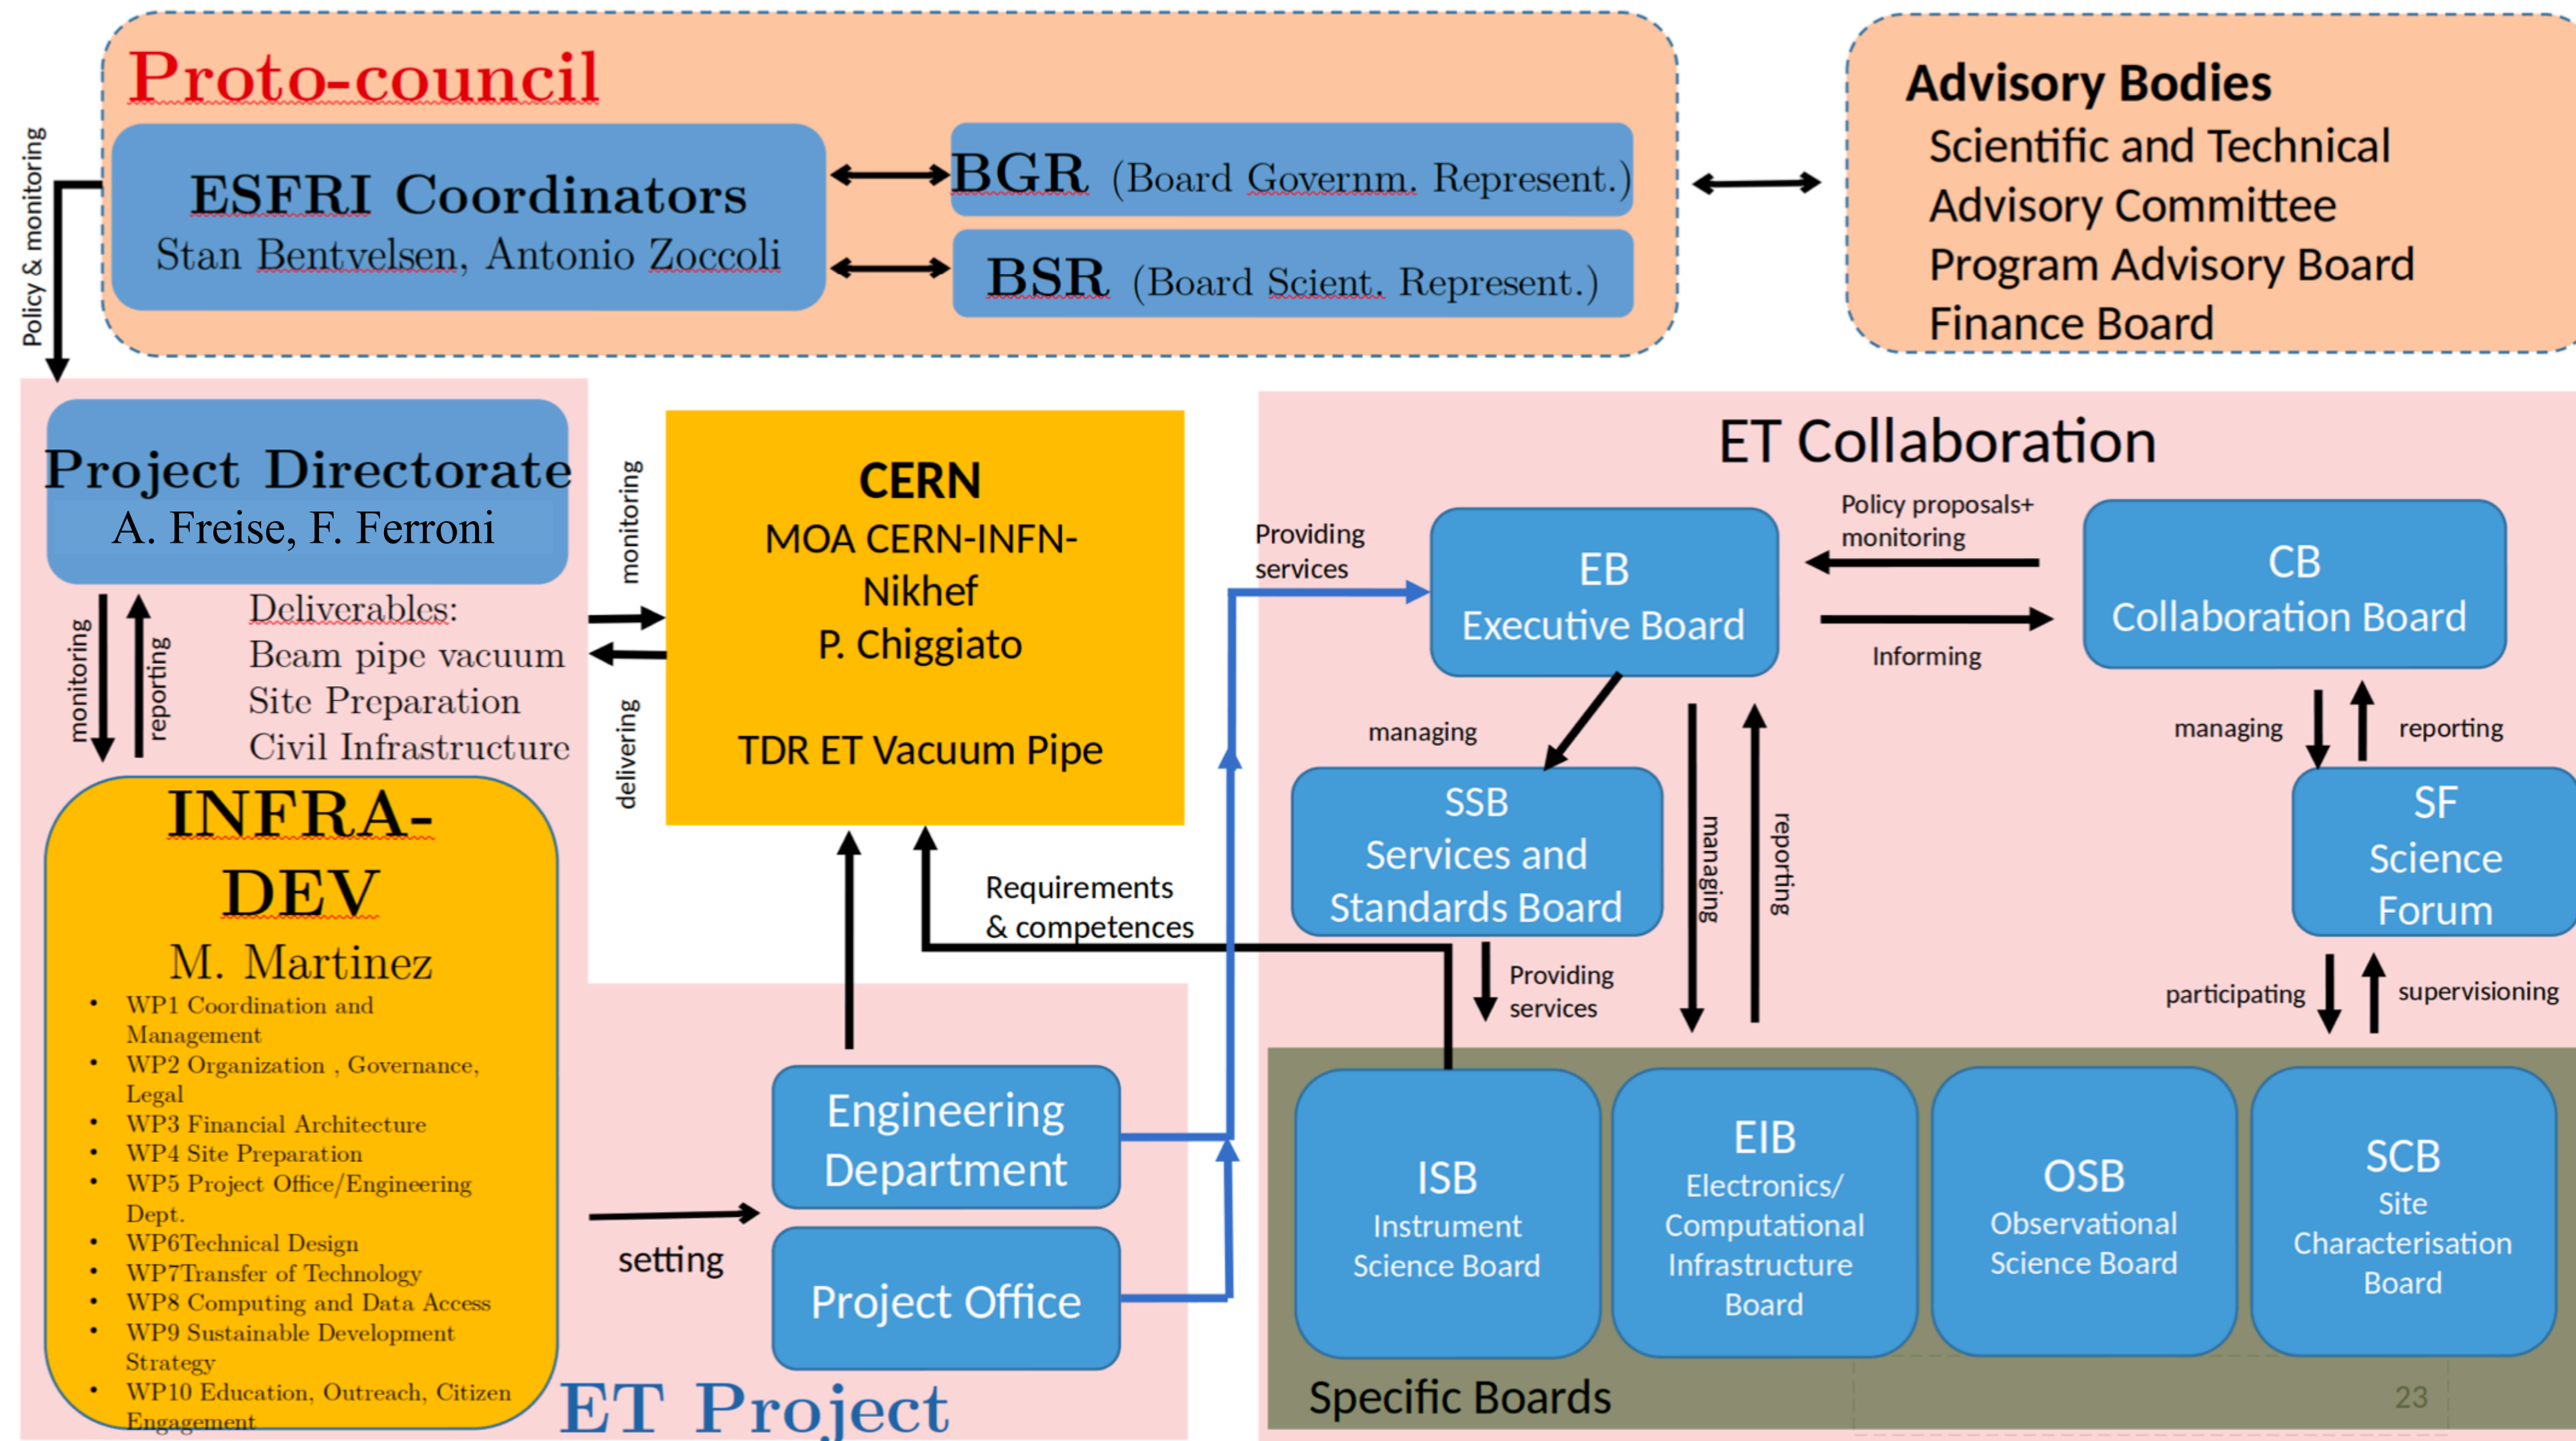 Proto-council
ESFRI Coordinators
Stan Bentvelsen, Antonio Zoccoli
BGR (Board Governm. Represent.)
BSR (Board Scient. Represent.)
Advisory Bodies
Scientific and Technical
Advisory Committee
Program Advisory Board
Finance Board
Policy & monitoring
Project Directorate
A. Freise, F. Ferroni
monitoring
reporting
Deliverables:
Beam pipe vacuum
Site Preparation
Civil Infrastructure
monitoring
delivering
CERN
MOA CERN-INFN-
Nikhef
P. Chiggiato
TDR ET Vacuum Pipe
INFRA-
DEV
M. Martinez
• WP1 Coordination and
Management
• WP2 Organization , Governance,
Legal
• WP3 Financial Architecture
• WP4 Site Preparation
• WP5 Project Office/Engineering
Dept.
• WP6Technical Design
• WP7Transfer of Technology
• WP8 Computing and Data Access
• WP9 Sustainable Development
Strategy
• WP10 Education, Outreach, Citizen
Engagement
setting
Engineering
Department
Project Office
ET Project
Requirements
& competences
Providing
services
ET Collaboration
EB
Executive Board
Policy proposals+
monitoring
Informing
CB
Collaboration Board
managing
SSB
Services and
Standards Board
managing
reporting
managing
reporting
SF
Science
Forum
Providing
services
participating
supervisioning
ISB
Instrument
Science Board
EIB
Electronics/
Computational
Infrastructure
Board
OSB
Observational
Science Board
SCB
Site
Characterisation
Board
Specific Boards
23